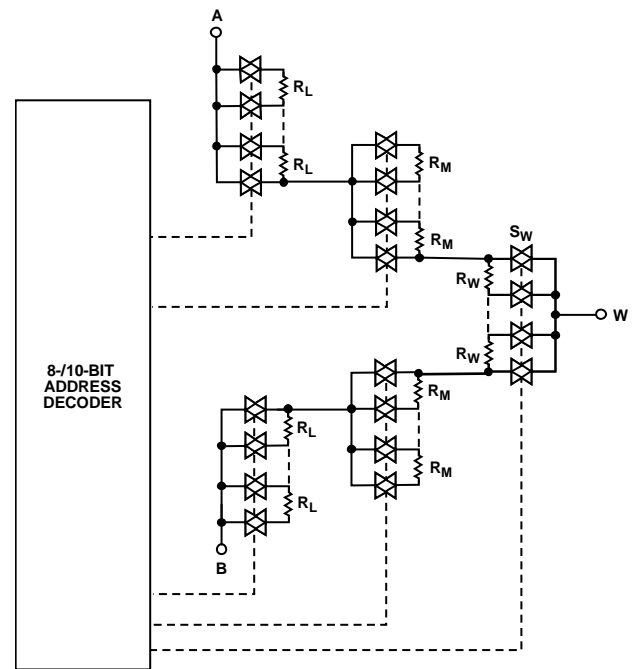 A
RL
RL
RM
SW
RM
RW
W
8-/10-BIT
ADDRESS
DECODER
RW
RM
RL
RM
RL
B